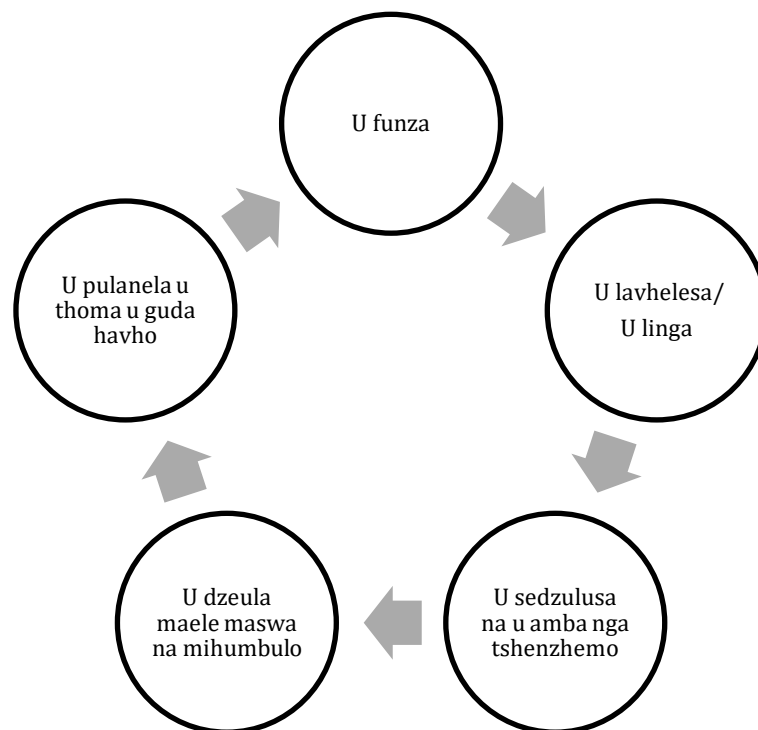 U funza
U lavhelesa/
U linga
U sedzulusa
na u amba nga
tshenzhemo
U dzeula
maele maswa
na mihumbulo
U pulanela u
thoma u guda
havho